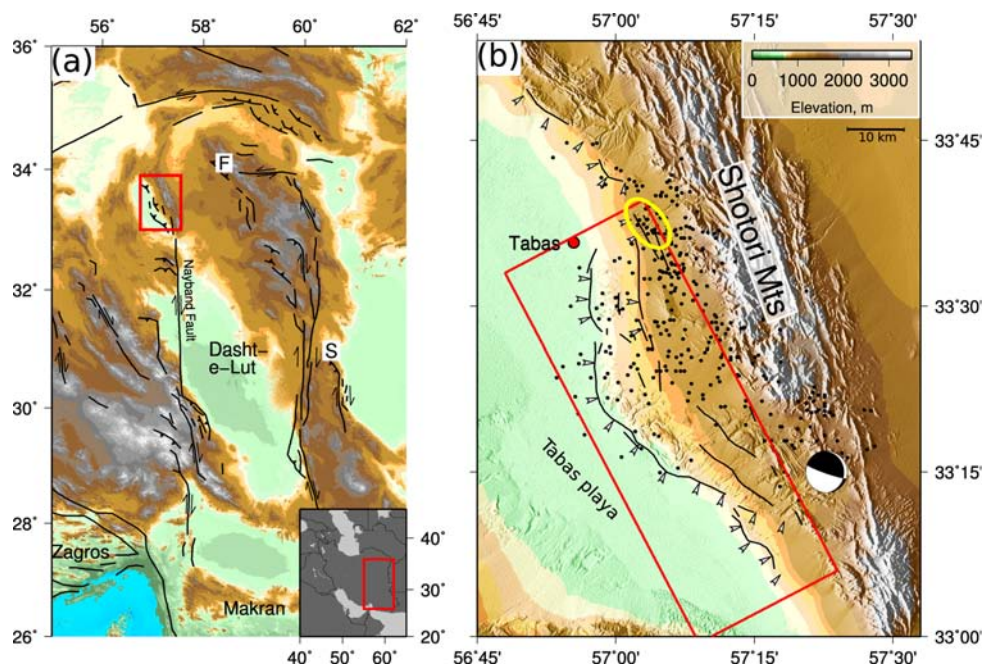 56° 58° 60° 62°
36°
34°
32°
30°
28°
26°
(a)
F
Nayband Fault
Dasht-
e-Lut
S
Zagros
Makran
40°
30°
20°
40° 60°
56°45' 57°00' 57°15' 57°30'
(b)
0 1000 2000 3000
Elevation, m
10 km
33°45'
33°30'
33°15'
33°00'
Shotori Mts
Tabas
Tabas playa
56°45' 57°00' 57°15' 57°30'